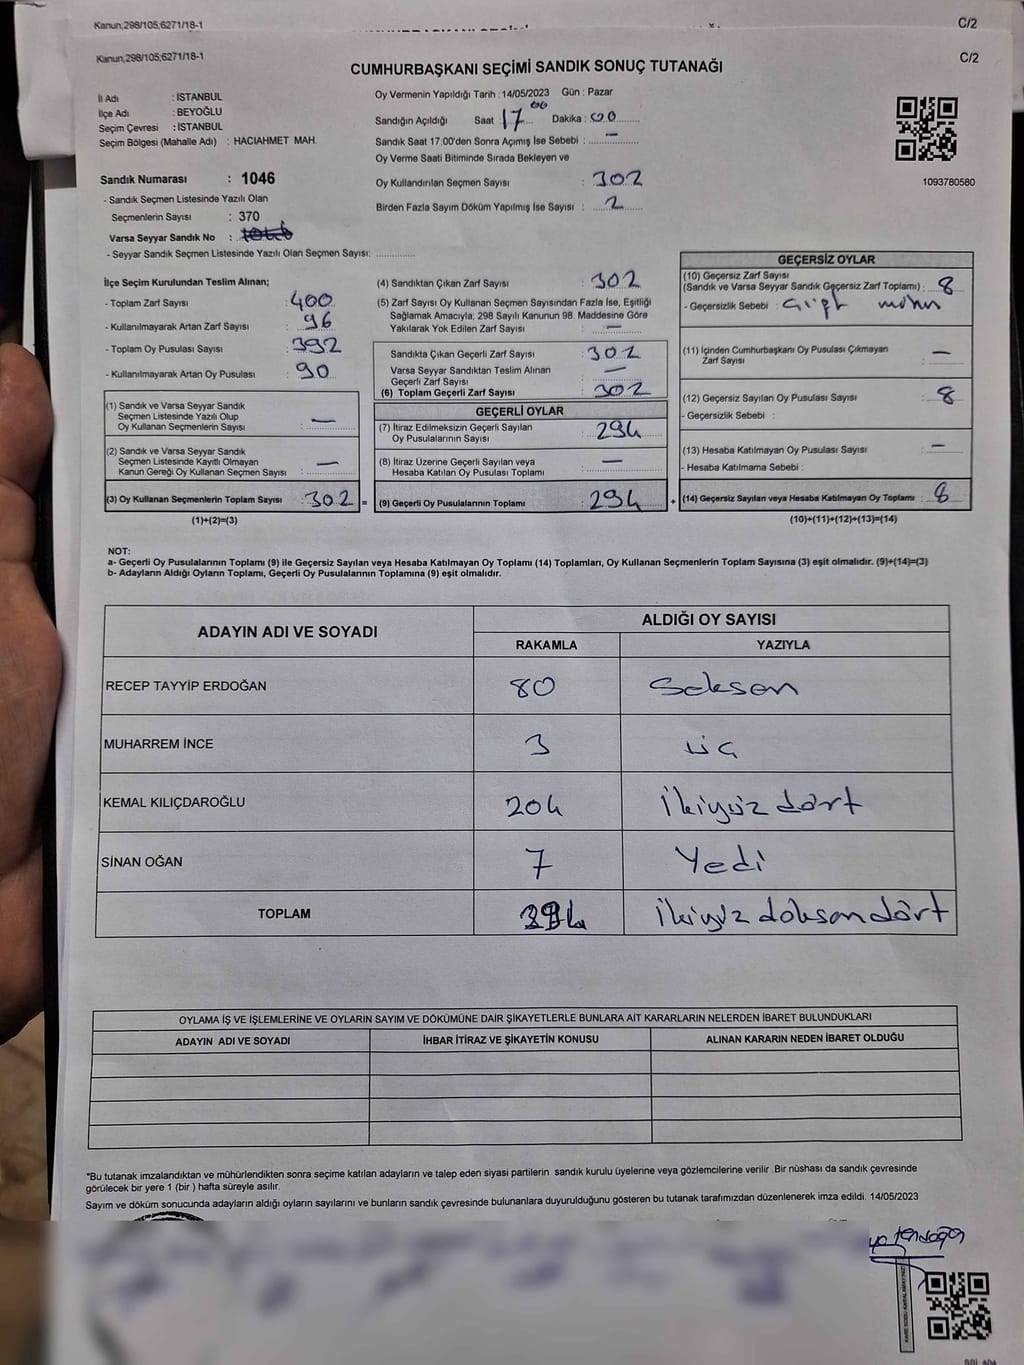 Kanun;298/105;6271/18-1
C/2
Kanun;298/105;6271/18-1
C/2
CUMHURBAŞKANI SEÇİMİ SANDIK SONUÇ TUTANAĞI
İl Adı : İSTANBUL
İlçe Adı : BEYOĞLU
Seçim Çevresi : İSTANBUL
Seçim Bölgesi (Mahalle Adı) : HACIAHMET MAH.
Sandık Numarası : 1046
- Sandık Seçmen Listesinde Yazılı Olan
Seçmenlerin Sayısı : 370
Varsa Seyyar Sandık No :
- Seyyar Sandık Seçmen Listesinde Yazılı Olan Seçmen Sayısı: ..............
Oy Vermenin Yapıldığı Tarih : 14/05/2023 Gün : Pazar
Sandığın Açıldığı Saat : 17 00 Dakika : 00
Sandık Saat 17:00'den Sonra Açımış İse Sebebi : —
Oy Verme Saati Bitiminde Sırada Bekleyen ve
Oy Kullandırılan Seçmen Sayısı : 302
Birden Fazla Sayım Döküm Yapılmış İse Sayısı : 2
1093780580
İlçe Seçim Kurulundan Teslim Alınan;
- Toplam Zarf Sayısı : 400
- Kullanılmayarak Artan Zarf Sayısı : 96
- Toplam Oy Pusulası Sayısı : 392
- Kullanılmayarak Artan Oy Pusulası : 90
(1) Sandık ve Varsa Seyyar Sandık
Seçmen Listesinde Yazılı Olup
Oy Kullanan Seçmenlerin Sayısı : —
(2) Sandık ve Varsa Seyyar Sandık
Seçmen Listesinde Kayıtlı Olmayan
Kanun Gereği Oy Kullanan Seçmen Sayısı : —
(3) Oy Kullanan Seçmenlerin Toplam Sayısı : 302 =
(1)+(2)=(3)
(4) Sandıktan Çıkan Zarf Sayısı : 302
(5) Zarf Sayısı Oy Kullanan Seçmen Sayısından Fazla İse, Eşitliği
Sağlamak Amacıyla; 298 Sayılı Kanunun 98. Maddesine Göre
Yakılarak Yok Edilen Zarf Sayısı : —
Sandıkta Çıkan Geçerli Zarf Sayısı : 302
Varsa Seyyar Sandıktan Teslim Alınan
Geçerli Zarf Sayısı : —
(6) Toplam Geçerli Zarf Sayısı : 302
GEÇERLİ OYLAR
(7) İtiraz Edilmeksizin Geçerli Sayılan
Oy Pusulalarının Sayısı : 294
(8) İtiraz Üzerine Geçerli Sayılan veya
Hesaba Katılan Oy Pusulası Toplamı : —
(9) Gerçerli Oy Pusulalarının Toplamı : 294 +
GEÇERSİZ OYLAR
(10) Geçersiz Zarf Sayısı
(Sandık ve Varsa Seyyar Sandık Geçersiz Zarf Toplamı) : 8
- Geçersizlik Sebebi : Çift mühür
(11) İçinden Cumhurbaşkanı Oy Pusulası Çıkmayan
Zarf Sayısı : —
(12) Geçersiz Sayılan Oy Pusulası Sayısı : 8
- Geçersizlik Sebebi :
(13) Hesaba Katılmayan Oy Pusulası Sayısı : —
- Hesaba Katılmama Sebebi :
(14) Geçersiz Sayılan veya Hesaba Katılmayan Oy Toplamı : 8
(10)+(11)+(12)+(13)=(14)
NOT:
a- Geçerli Oy Pusulalarının Toplamı (9) ile Geçersiz Sayılan veya Hesaba Katılmayan Oy Toplamı (14) Toplamları, Oy Kullanan Seçmenlerin Toplam Sayısına (3) eşit olmalıdır. (9)+(14)=(3)
b- Adayların Aldığı Oyların Toplamı, Geçerli Oy Pusulalarının Toplamına (9) eşit olmalıdır.
ADAYIN ADI VE SOYADI
ALDIĞI OY SAYISI
RAKAMLA YAZIYLA
RECEP TAYYİP ERDOĞAN 80 Seksen
MUHARREM İNCE 3 üç
KEMAL KILIÇDAROĞLU 204 İkiyüz dört
SİNAN OĞAN 7 Yedi
TOPLAM 294 İkiyüz doksan dört
OYLAMA İŞ VE İŞLEMLERİNE VE OYLARIN SAYIM VE DÖKÜMÜNE DAİR ŞİKAYETLERLE BUNLARA AİT KARARLARIN NELERDEN İBARET BULUNDUKLARI
ADAYIN ADI VE SOYADI İHBAR İTİRAZ VE ŞİKAYETİN KONUSU ALINAN KARARIN NEDEN İBARET OLDUĞU
*Bu tutanak imzalandıktan ve mühürlendikten sonra seçime katılan adayların ve talep eden siyasi partilerin sandık kurulu üyelerine veya gözlemcilerine verilir .Bir nüshası da sandık çevresinde
görülecek bir yere 1 (bir ) hafta süreyle asılır.
Sayım ve döküm sonucunda adayların aldığı oyların sayılarını ve bunların sandık çevresinde bulunanlara duyurulduğunu gösteren bu tutanak tarafımızdan düzenlenerek imza edildi. 14/05/2023